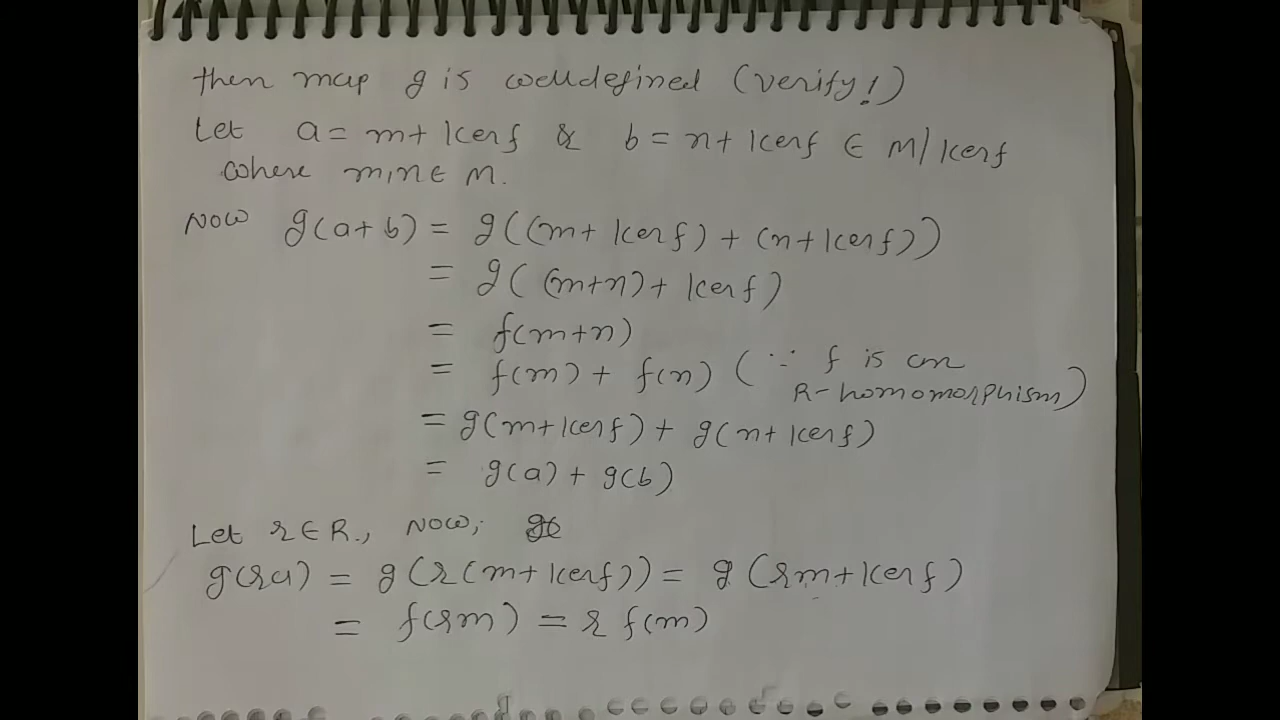 then map g is welldefined (verify!)
Let a = m + kerf & b = n + kerf ∈ M/kerf
where m,n ∈ M.
Now g(a+b) = g((m + kerf) + (n + kerf))
= g((m+n) + kerf)
= f(m+n)
= f(m) + f(n) (∵ f is an
R-homomorphism)
= g(m+kerf) + g(n+kerf)
= g(a) + g(b)
Let r ∈ R., Now,
g(ra) = g(r(m+kerf)) = g(rm+kerf)
= f(rm) = r f(m)